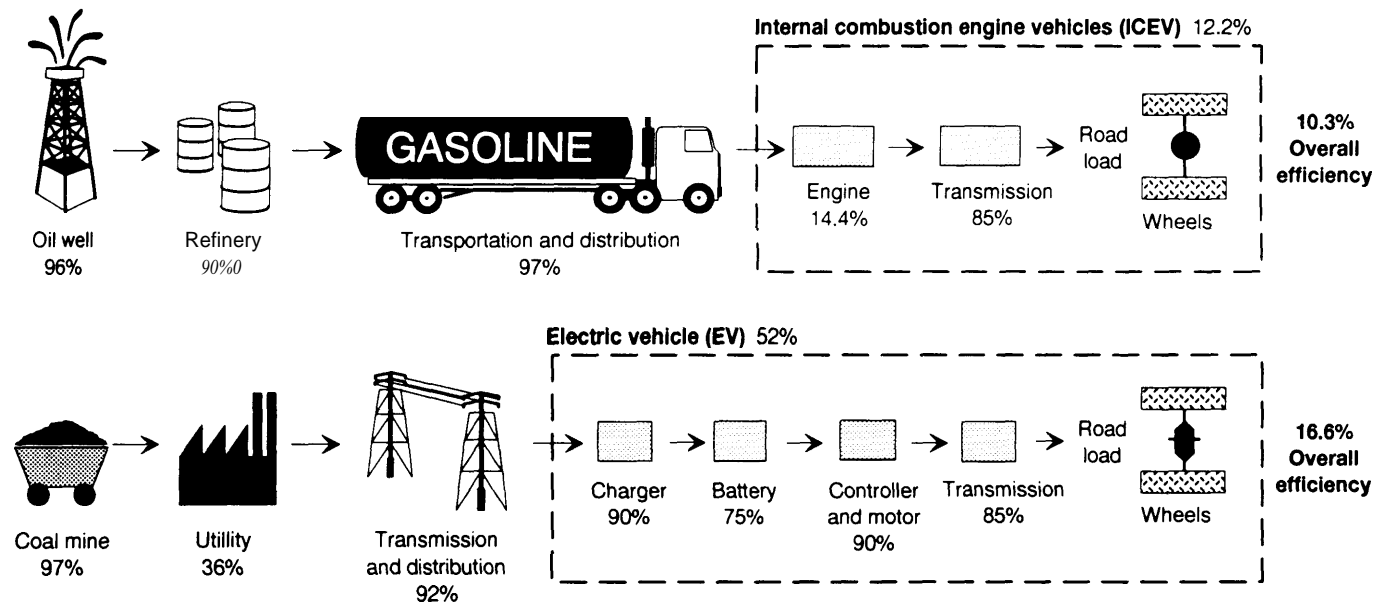 Internal combustion engine vehicles (ICEV) 12.2%
GASOLINE
Oil well
96%
Refinery
90%0
Transportation and distribution
97%
Engine
14.4%
Transmission
85%
Road
load
Wheels
10.3%
Overall
efficiency
Electric vehicle (EV) 52%
Coal mine
97%
Utillity
36%
Transmission
and distribution
92%
Charger
90%
Battery
75%
Controller
and motor
90%
Transmission
85%
Road
load
Wheels
16.6%
Overall
efficiency